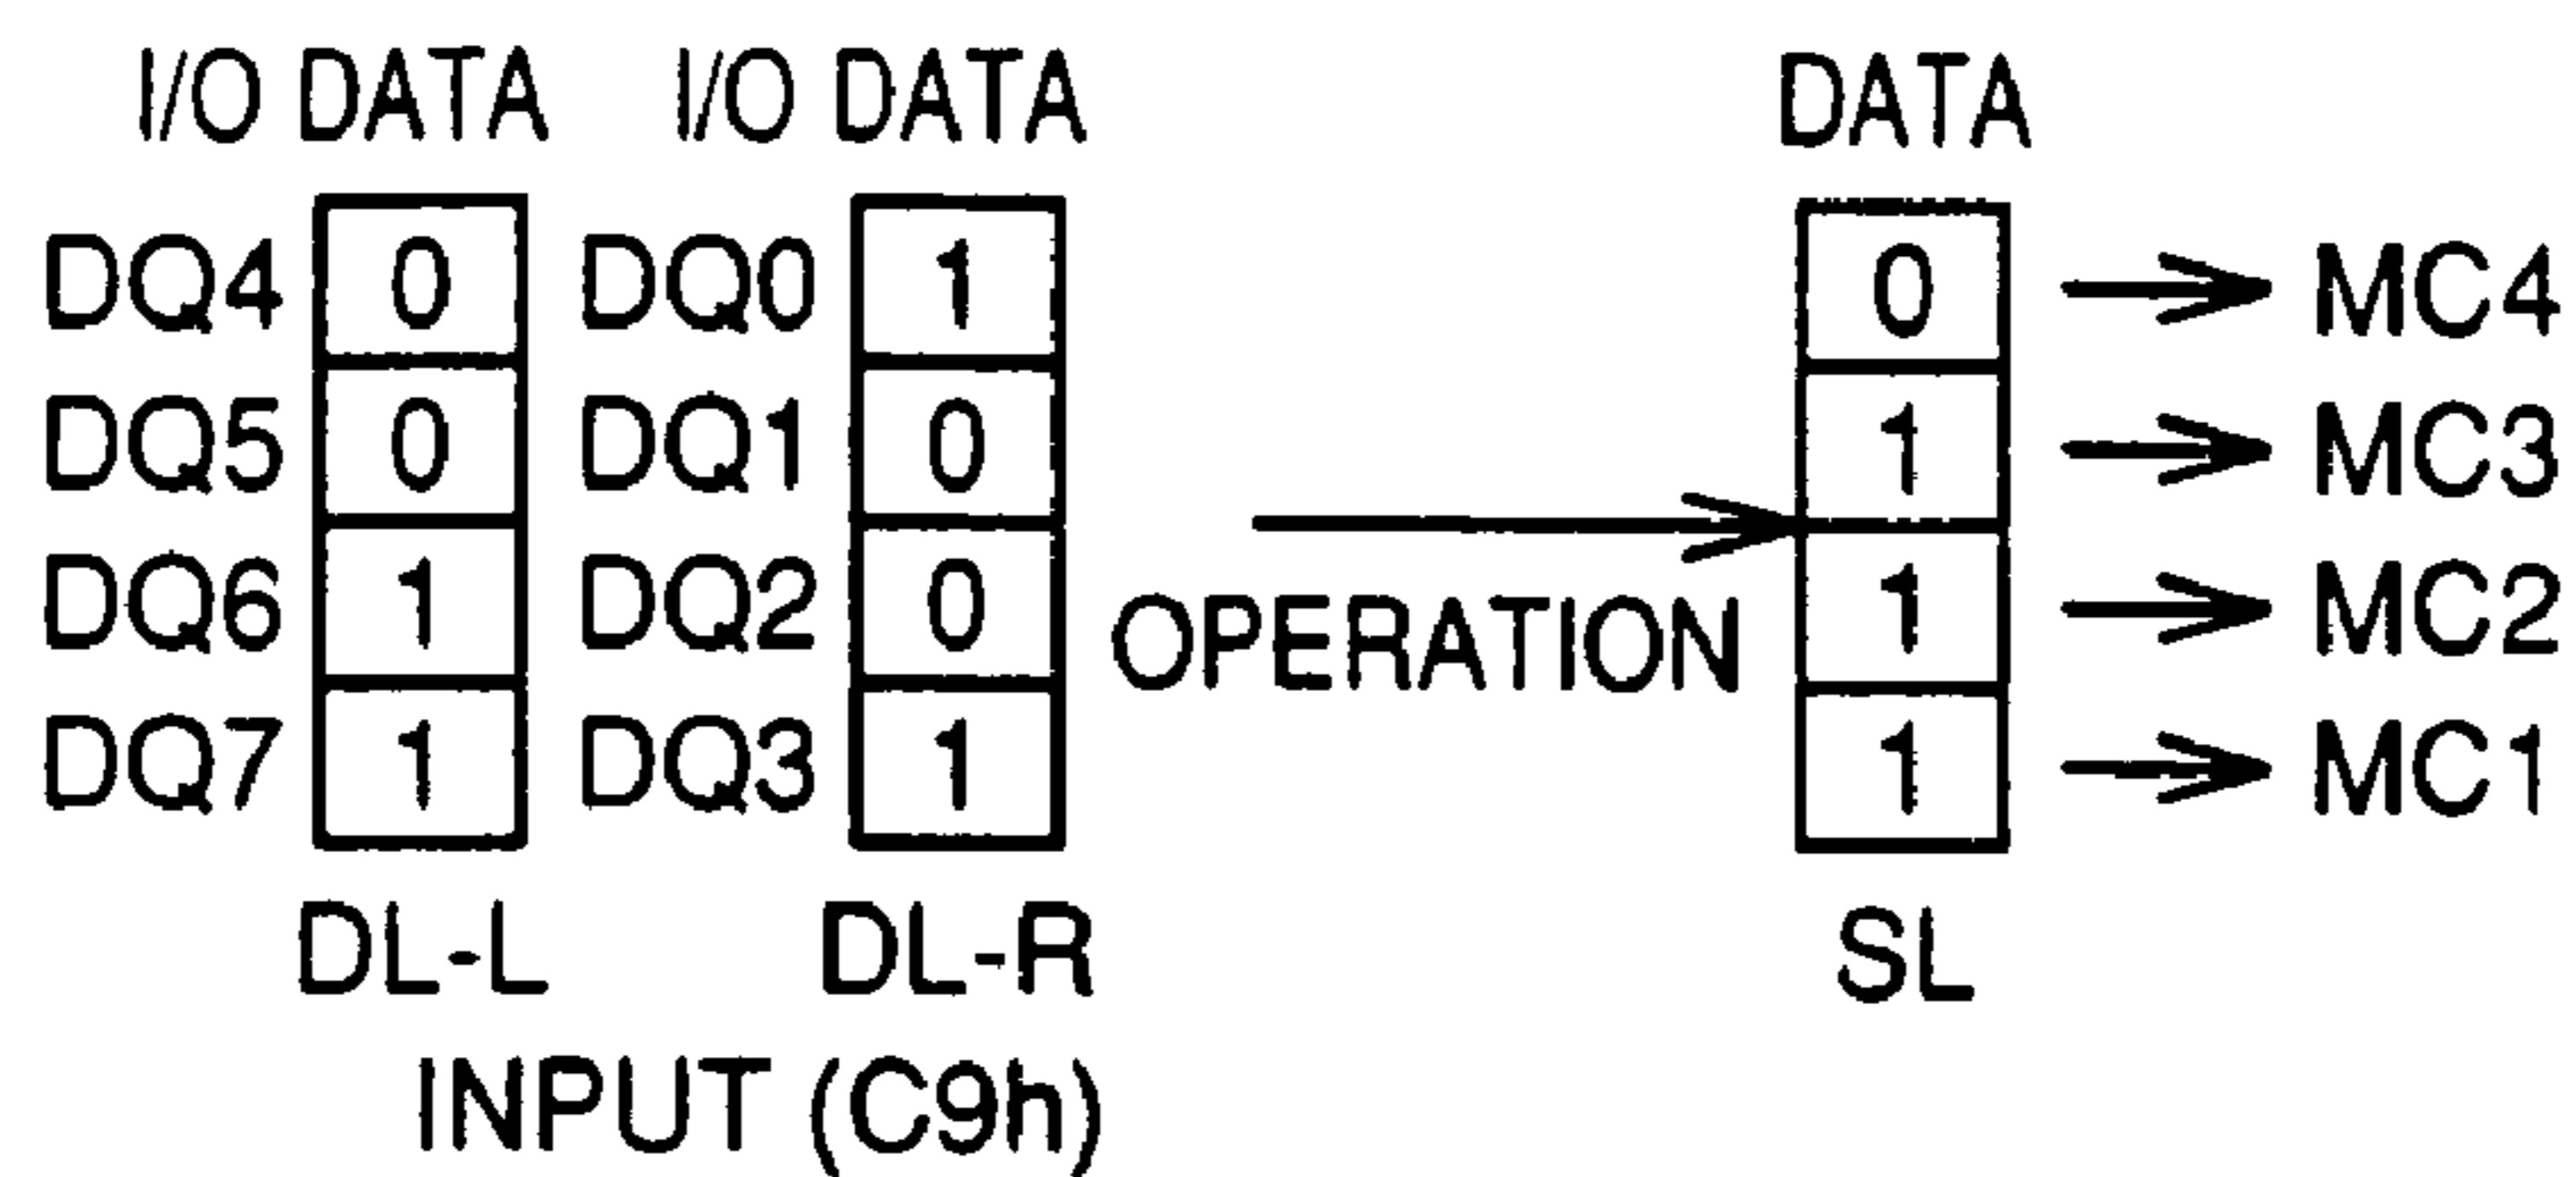 I/O DATA I/O DATA DATA
DQ4 0 DQ0 1 0 MC4
DQ5 0 DQ1 0 1 MC3
DQ6 1 DQ2 0 1 MC2
OPERATION
DQ7 1 DQ3 1 1 MC1
DL-L DL-R SL
INPUT (C9h)